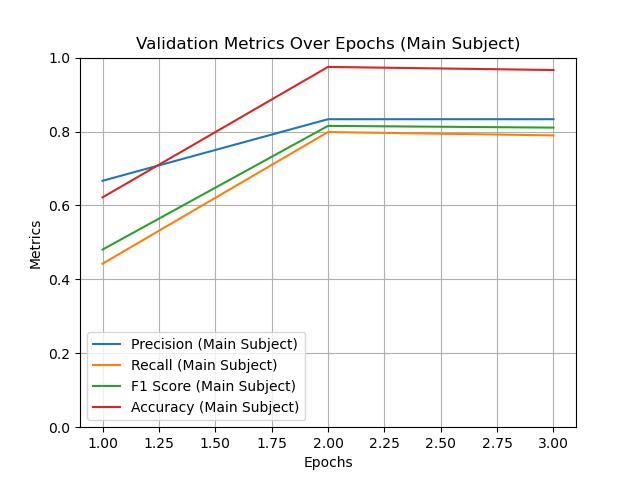 Validation Metrics Over Epochs (Main Subject)
1.0
0.8
0.6
0.4
0.2
0.0
Metrics
Precision (Main Subject)
Recall (Main Subject)
F1 Score (Main Subject)
Accuracy (Main Subject)
1.00 1.25 1.50 1.75 2.00 2.25 2.50 2.75 3.00
Epochs